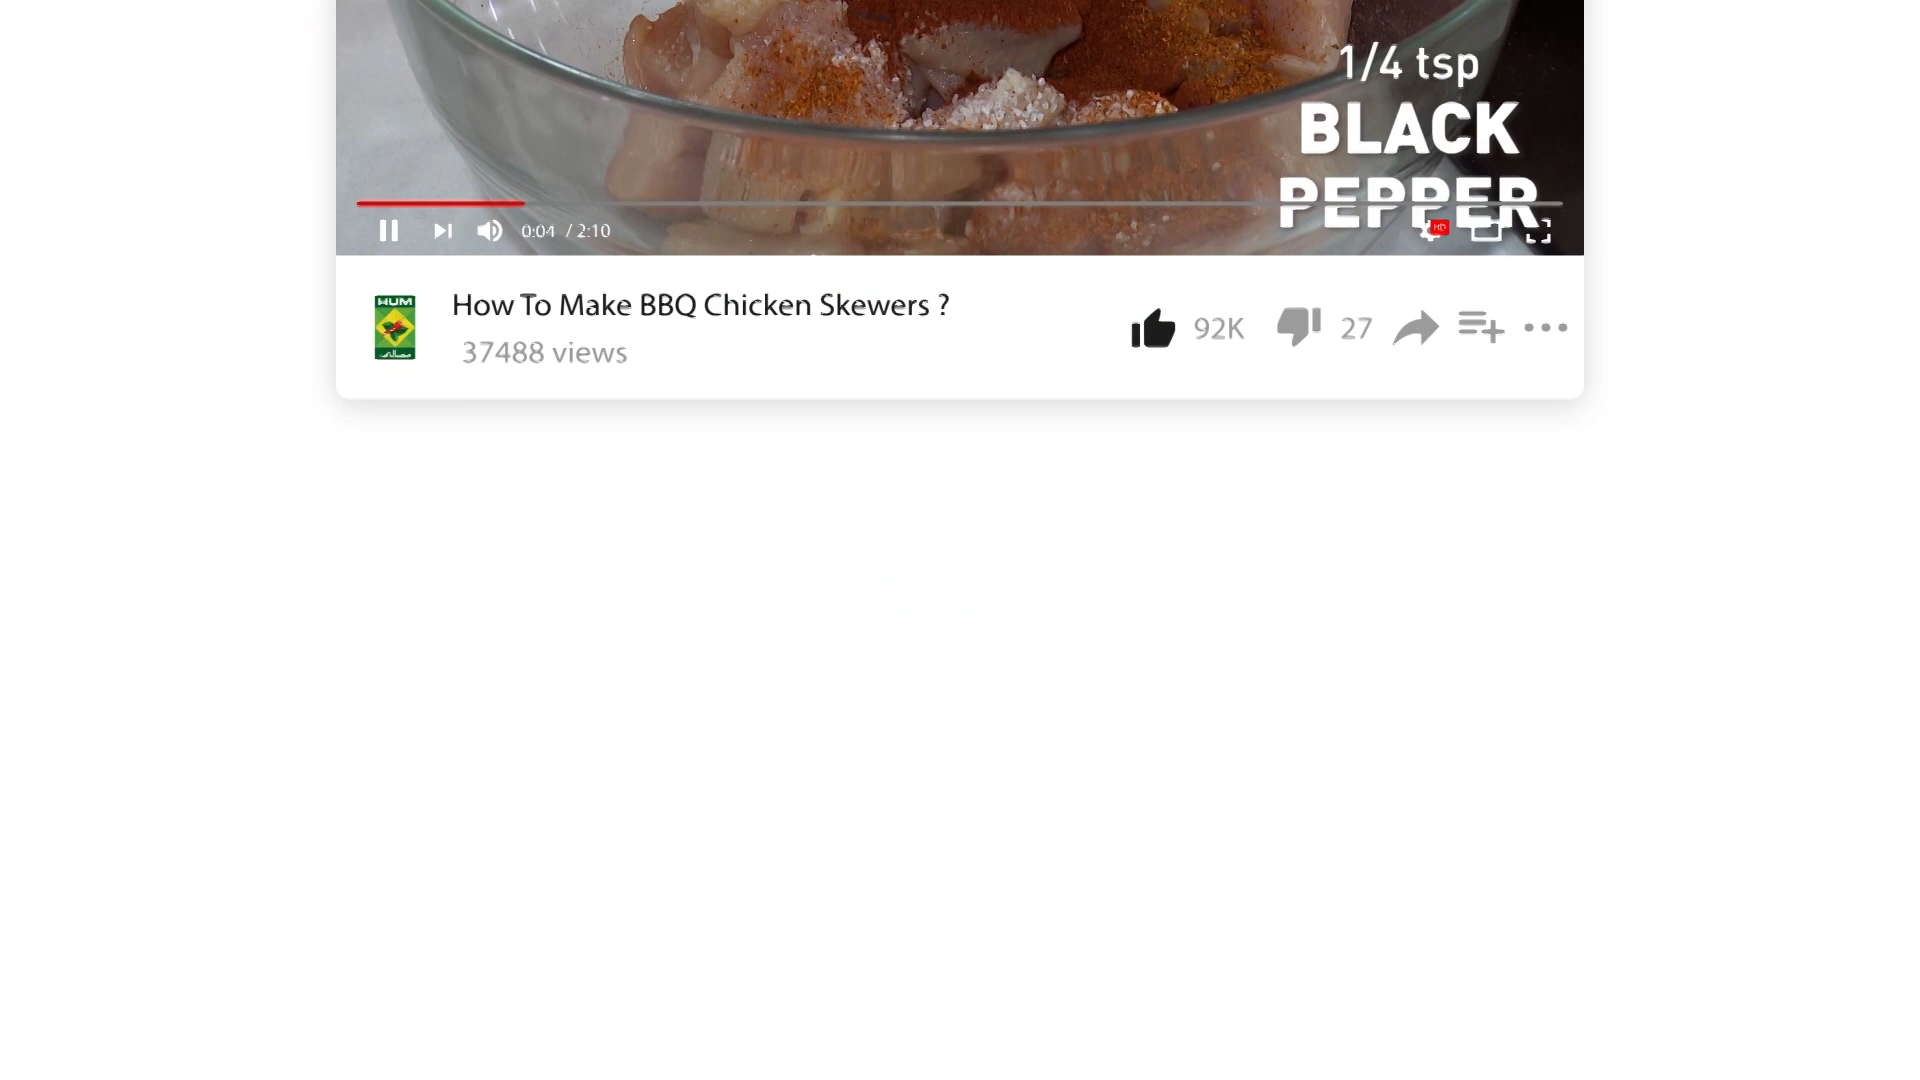 1/4 tsp
BLACK
PEPPER
HD
0:04 / 2:10
HUM
How To Make BBQ Chicken Skewers ?
37488 views
92K
27